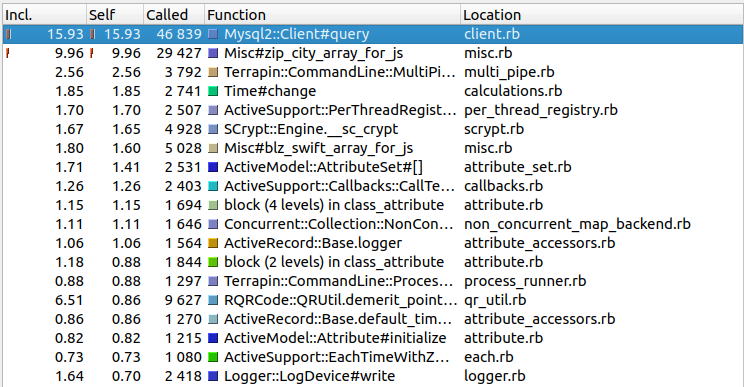 Incl. Self Called Function Location
15.93 15.93 46 839 Mysql2::Client#query client.rb
9.96 9.96 29 427 Misc#zip_city_array_for_js misc.rb
2.56 2.56 3 792 Terrapin::CommandLine::MultiPi... multi_pipe.rb
1.85 1.85 2 741 Time#change calculations.rb
1.70 1.70 2 507 ActiveSupport::PerThreadRegist... per_thread_registry.rb
1.67 1.65 4 928 SCrypt::Engine.__sc_crypt scrypt.rb
1.80 1.60 5 028 Misc#blz_swift_array_for_js misc.rb
1.71 1.41 2 531 ActiveModel::AttributeSet#[] attribute_set.rb
1.26 1.26 2 403 ActiveSupport::Callbacks::CallTe... callbacks.rb
1.15 1.15 1 694 block (4 levels) in class_attribute attribute.rb
1.11 1.11 1 646 Concurrent::Collection::NonCon... non_concurrent_map_backend.rb
1.06 1.06 1 564 ActiveRecord::Base.logger attribute_accessors.rb
1.18 0.88 1 844 block (2 levels) in class_attribute attribute.rb
0.88 0.88 1 297 Terrapin::CommandLine::Proces... process_runner.rb
6.51 0.86 9 627 RQRCode::QRUtil.demerit_point... qr_util.rb
0.86 0.86 1 270 ActiveRecord::Base.default_tim... attribute_accessors.rb
0.82 0.82 1 215 ActiveModel::Attribute#initialize attribute.rb
0.73 0.73 1 080 ActiveSupport::EachTimeWithZ... each.rb
1.64 0.70 2 418 Logger::LogDevice#write logger.rb